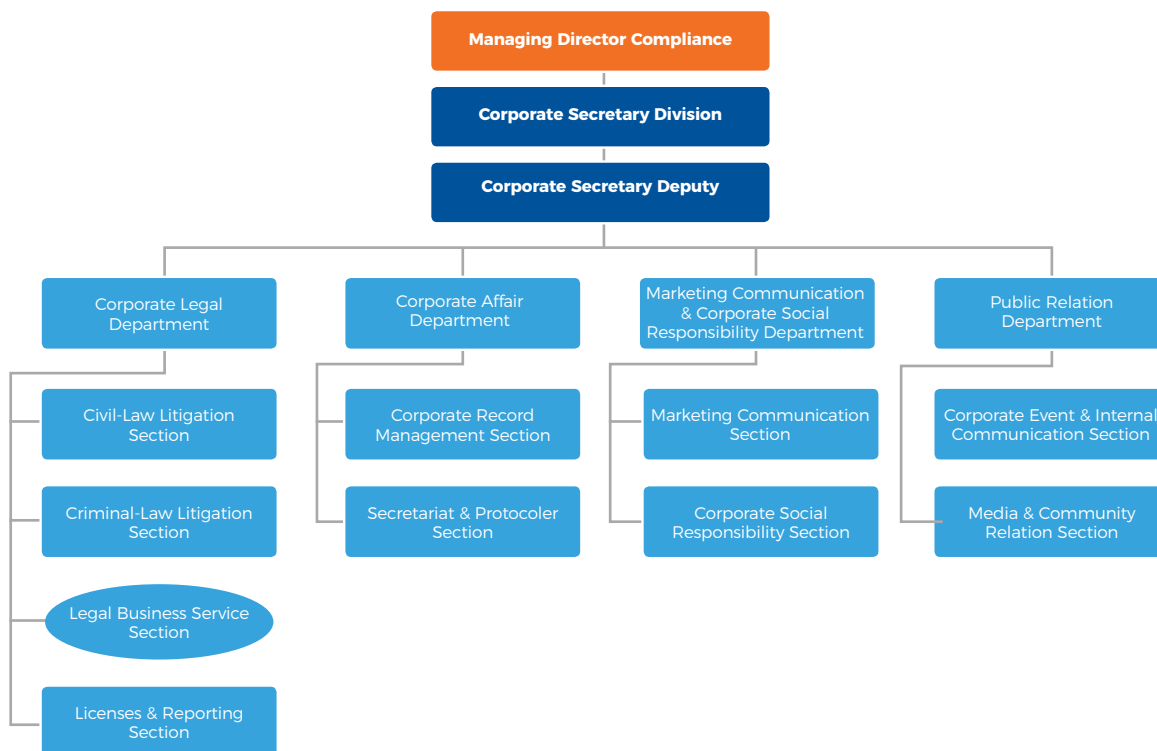 Managing Director Compliance
Corporate Secretary Division
Corporate Secretary Deputy
Corporate Legal
Department
Corporate Affair
Department
Marketing Communication
& Corporate Social
Responsibility Department
Public Relation
Department
Civil-Law Litigation
Section
Corporate Record
Management Section
Marketing Communication
Section
Corporate Event & Internal
Communication Section
Criminal-Law Litigation
Section
Secretariat & Protocoler
Section
Corporate Social
Responsibility Section
Media & Community
Relation Section
Legal Business Service
Section
Licenses & Reporting
Section